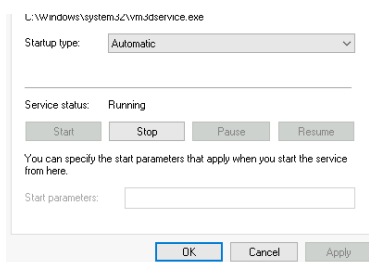 C:\Windows\system32\vm3dservice.exe
Startup type: Automatic
Service status: Running
Start Stop Pause Resume
You can specify the start parameters that apply when you start the service
from here.
Start parameters:
OK Cancel Apply